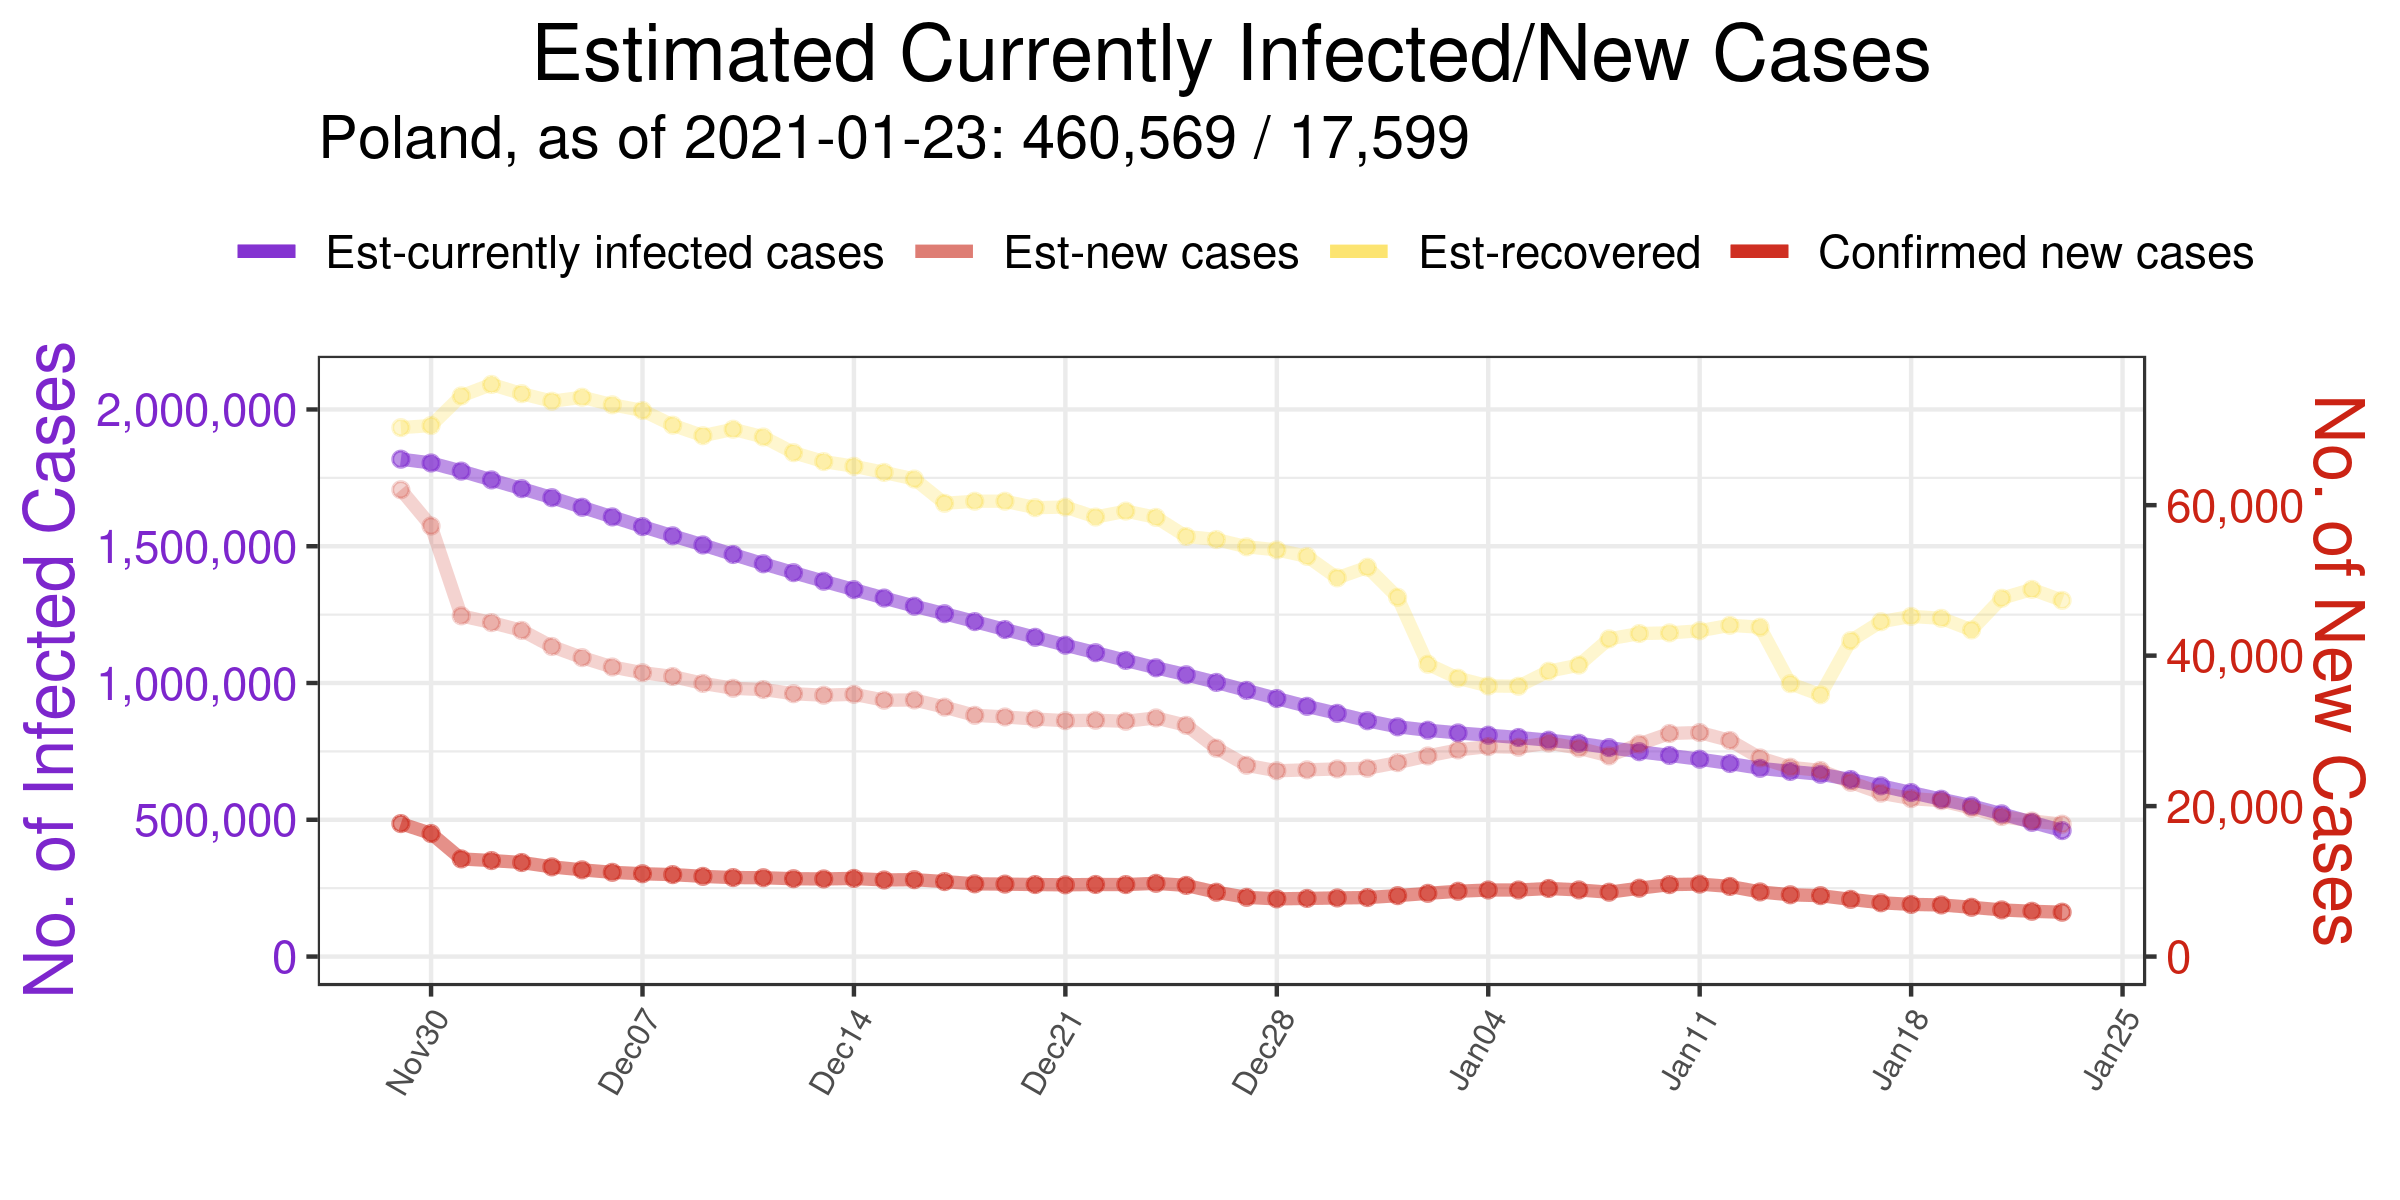 Estimated Currently Infected/New Cases
Poland, as of 2021-01-23: 460,569 / 17,599
Est-currently infected cases
Est-new cases
Est-recovered
Confirmed new cases
No. of Infected Cases
2,000,000
1,500,000
1,000,000
500,000
0
No. of New Cases
60,000
40,000
20,000
0
Nov30
Dec07
Dec14
Dec21
Dec28
Jan04
Jan11
Jan18
Jan25